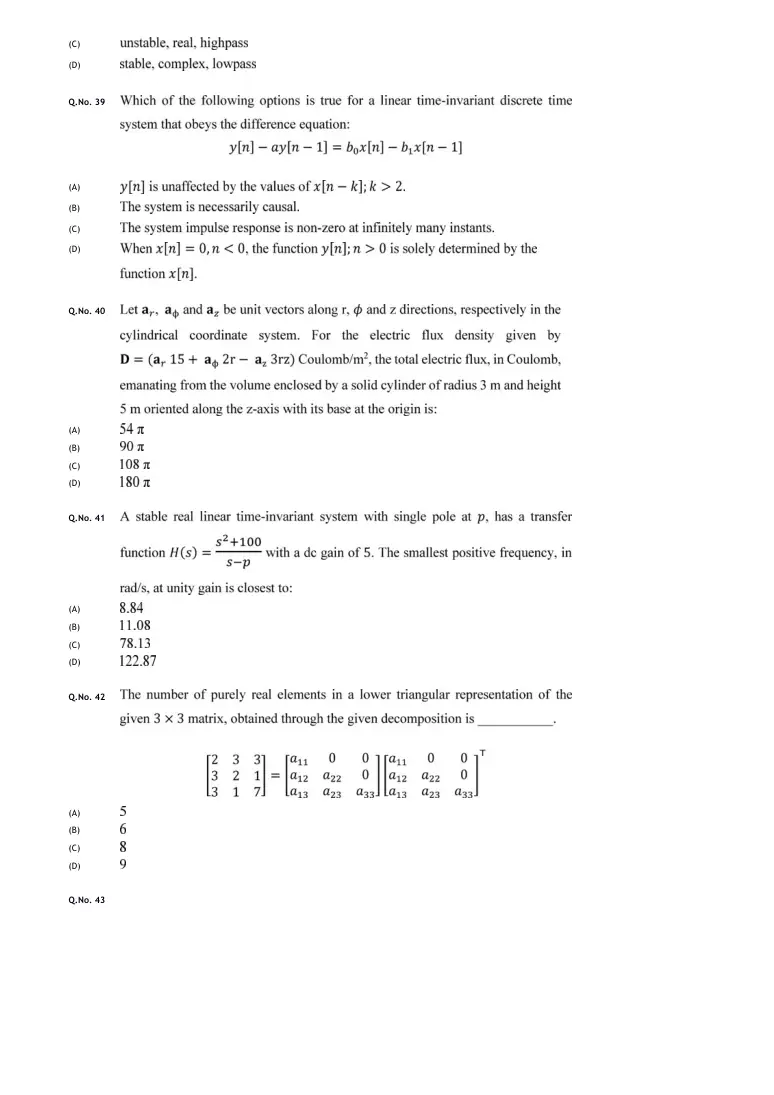 (C) unstable, real, highpass
(D) stable, complex, lowpass
Q.No. 39 Which of the following options is true for a linear time-invariant discrete time
system that obeys the difference equation:
y[n] − ay[n − 1] = b₀x[n] − b₁x[n − 1]
(A) y[n] is unaffected by the values of x[n − k]; k > 2.
(B) The system is necessarily causal.
(C) The system impulse response is non-zero at infinitely many instants.
(D) When x[n] = 0, n < 0, the function y[n]; n > 0 is solely determined by the
function x[n].
Q.No. 40 Let aᵣ, a_ϕ and a_z be unit vectors along r, ϕ and z directions, respectively in the
cylindrical coordinate system. For the electric flux density given by
D = (aᵣ 15 + a_ϕ 2r − a_z 3rz) Coulomb/m², the total electric flux, in Coulomb,
emanating from the volume enclosed by a solid cylinder of radius 3 m and height
5 m oriented along the z-axis with its base at the origin is:
(A) 54 π
(B) 90 π
(C) 108 π
(D) 180 π
Q.No. 41 A stable real linear time-invariant system with single pole at p, has a transfer
function H(s) = (s²+100)/(s−p) with a dc gain of 5. The smallest positive frequency, in
rad/s, at unity gain is closest to:
(A) 8.84
(B) 11.08
(C) 78.13
(D) 122.87
Q.No. 42 The number of purely real elements in a lower triangular representation of the
given 3 × 3 matrix, obtained through the given decomposition is ___________.
[2 3 3] [a₁₁ 0 0] [a₁₁ 0 0]ᵀ
[3 2 1] = [a₁₂ a₂₂ 0] [a₁₂ a₂₂ 0]
[3 1 7] [a₁₃ a₂₃ a₃₃] [a₁₃ a₂₃ a₃₃]
(A) 5
(B) 6
(C) 8
(D) 9
Q.No. 43